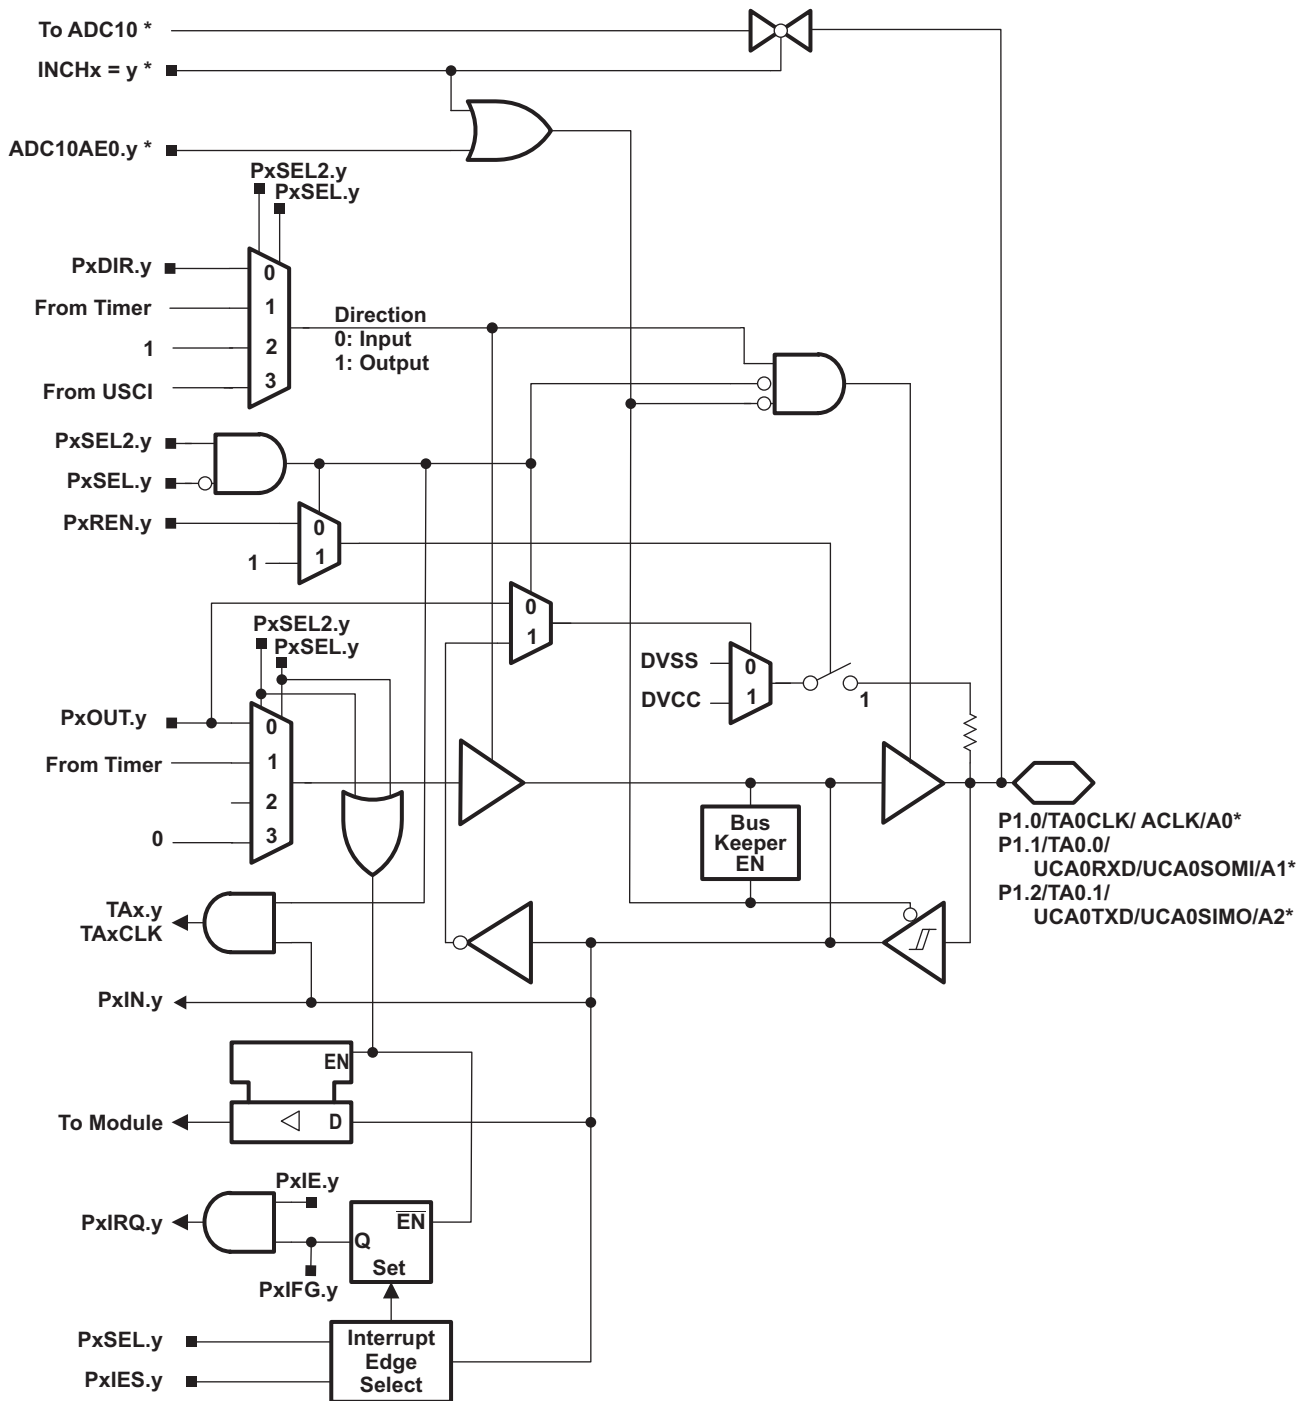 To ADC10 *
INCHx = y *
ADC10AE0.y *
PxSEL2.y
PxSEL.y
PxDIR.y
0
From Timer
1
Direction
0: Input
1: Output
1
2
From USCI
3
PxSEL2.y
PxSEL.y
PxREN.y
0
1
1
0
1
PxSEL2.y
PxSEL.y
DVSS
0
DVCC
1
1
PxOUT.y
0
From Timer
1
2
0
3
Bus
Keeper
EN
P1.0/TA0CLK/ ACLK/A0*
P1.1/TA0.0/
UCA0RXD/UCA0SOMI/A1*
P1.2/TA0.1/
UCA0TXD/UCA0SIMO/A2*
TAx.y
TAxCLK
PxIN.y
EN
To Module
D
PxIE.y
PxIRQ.y
EN
Q
Set
PxIFG.y
PxSEL.y
PxIES.y
Interrupt
Edge
Select